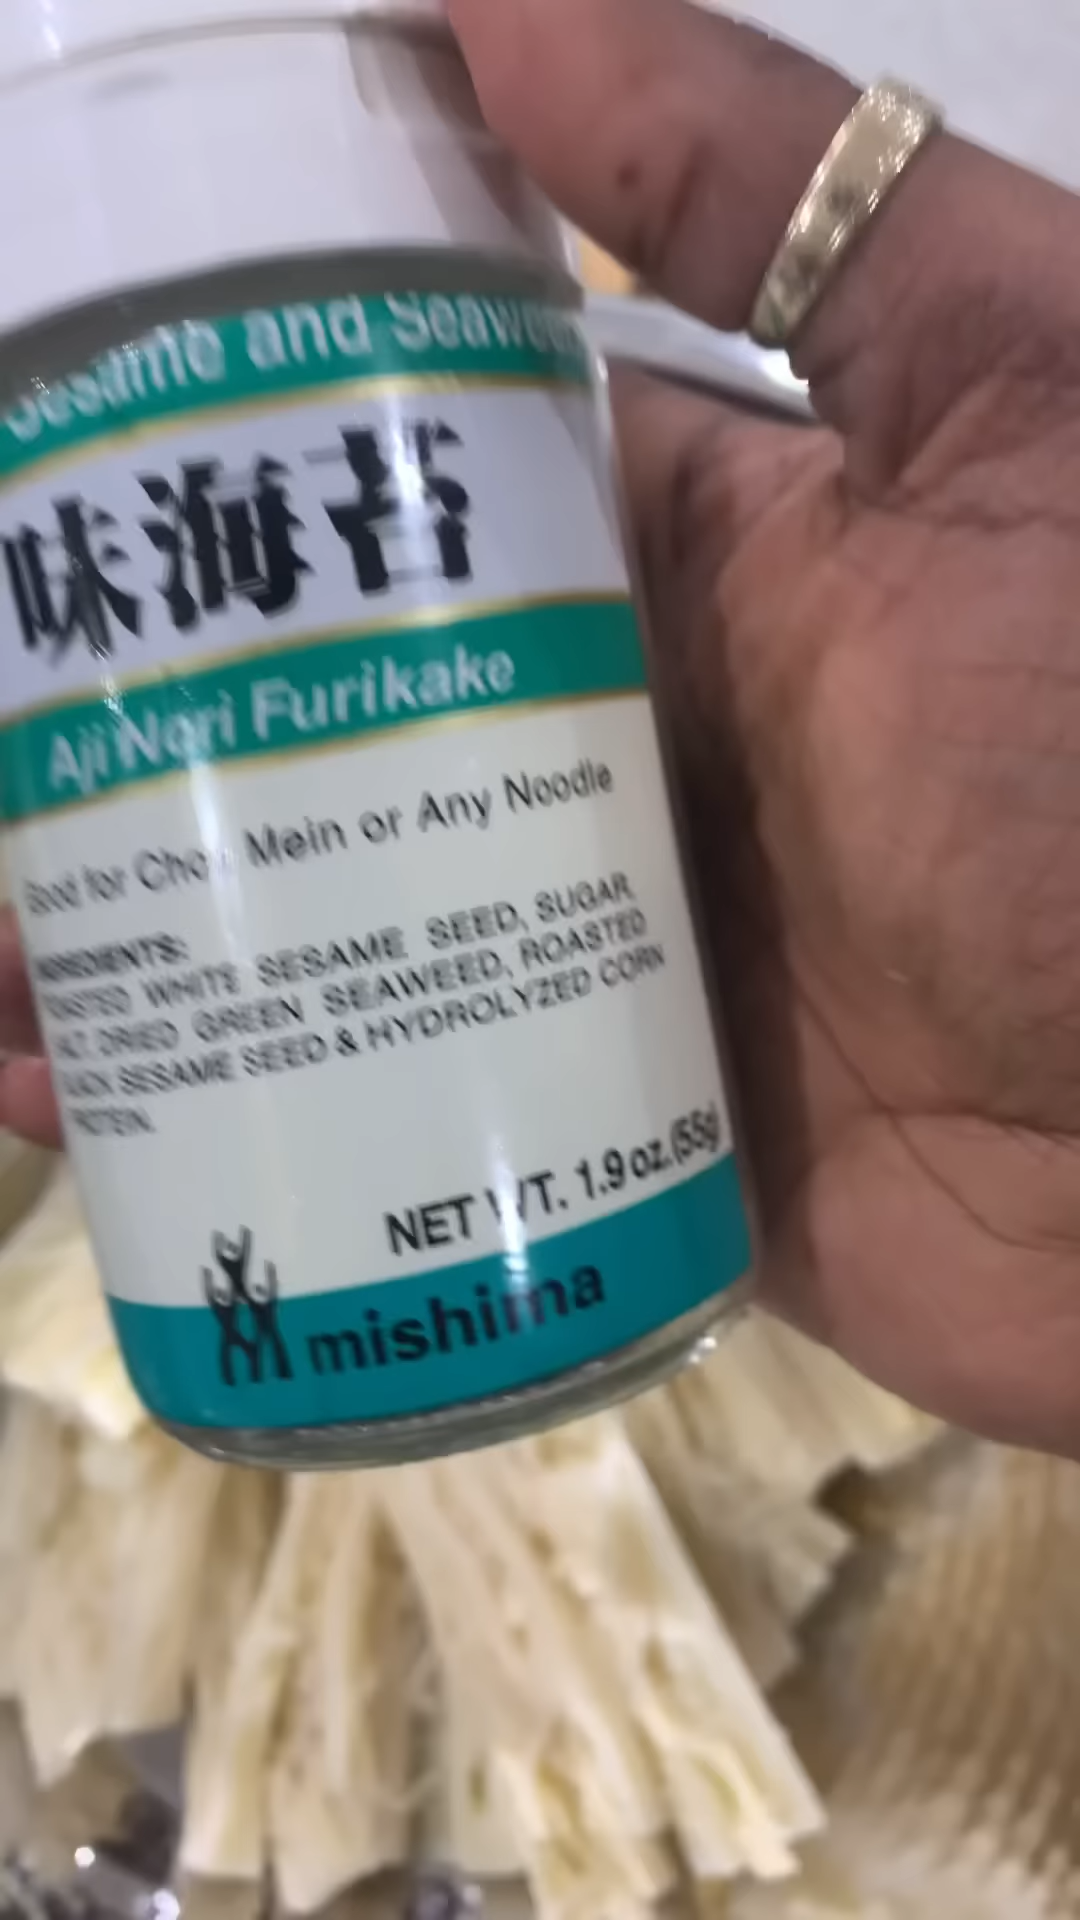 Sesame and Seaweed
味海苔
Aji Nori Furikake
Good for Chow Mein or Any Noodle
INGREDIENTS:
ROASTED WHITE SESAME SEED, SUGAR,
SALT, DRIED GREEN SEAWEED, ROASTED
BLACK SESAME SEED & HYDROLYZED CORN
PROTEIN.
NET WT. 1.9 oz. (55g)
mishima